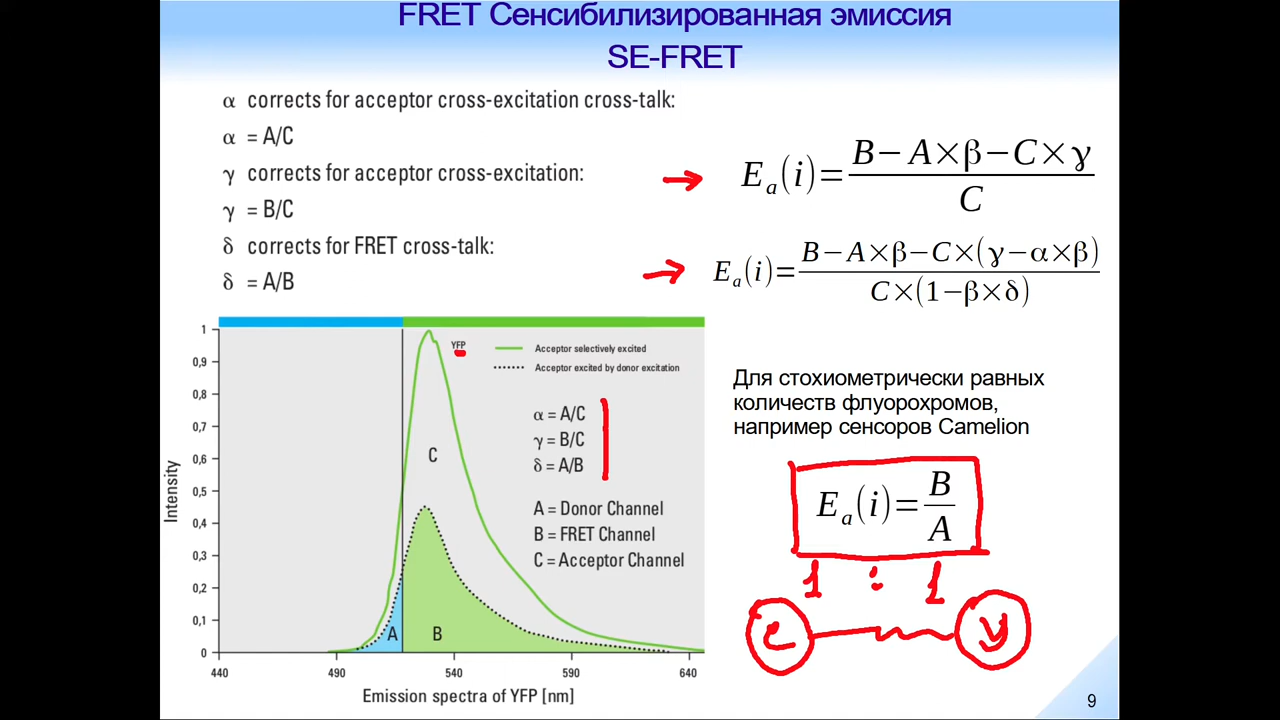 FRET Сенсибилизированная эмиссия
SE-FRET
α corrects for acceptor cross-excitation cross-talk:
α = A/C
γ corrects for acceptor cross-excitation:
γ = B/C
δ corrects for FRET cross-talk:
δ = A/B
E_a(i)=(B−A×β−C×γ)/C
E_a(i)=(B−A×β−C×(γ−α×β))/(C×(1−β×δ))
Для стохиометрически равных
количеств флуорохромов,
например сенсоров Camelion
E_a(i)=B/A
1 : 1
C Y
YFP
Acceptor selectively excited
Acceptor excited by donor excitation
α = A/C
γ = B/C
δ = A/B
A = Donor Channel
B = FRET Channel
C = Acceptor Channel
C
A B
Intensity
1
0,9
0,8
0,7
0,6
0,5
0,4
0,3
0,2
0,1
0
440 490 540 590 640
Emission spectra of YFP [nm]
9